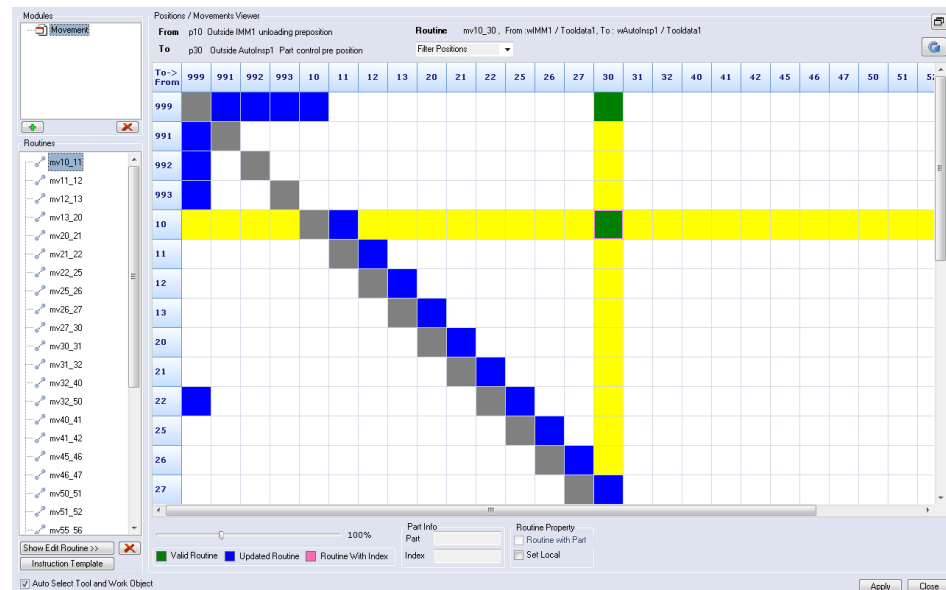 Modules
Movement
Routines
mv10_11
mv11_12
mv12_13
mv13_20
mv20_21
mv21_22
mv22_25
mv25_26
mv26_27
mv27_30
mv30_31
mv31_32
mv32_40
mv32_50
mv40_41
mv41_42
mv45_46
mv46_47
mv50_51
mv51_52
mv55_56
Show Edit Routine >>
Instruction Template
Auto Select Tool and Work Object
Positions / Movements Viewer
From p10 Outside IMM1 unloading preposition
Routine mv10_30 , From :wIMM1 / Tooldata1, To : wAutoInsp1 / Tooldata1
To p30 Outside AutoInsp1 Part control pre position
Filter Positions
To-> From 999 991 992 993 10 11 12 13 20 21 22 25 26 27 30 31 32 40 41 42 45 46 47 50 51
999
991
992
993
10
11
12
13
20
21
22
25
26
27
100%
Valid Routine Updated Routine Routine With Index
Part Info
Part
Index
Routine Property
Routine with Part
Set Local
Apply Close